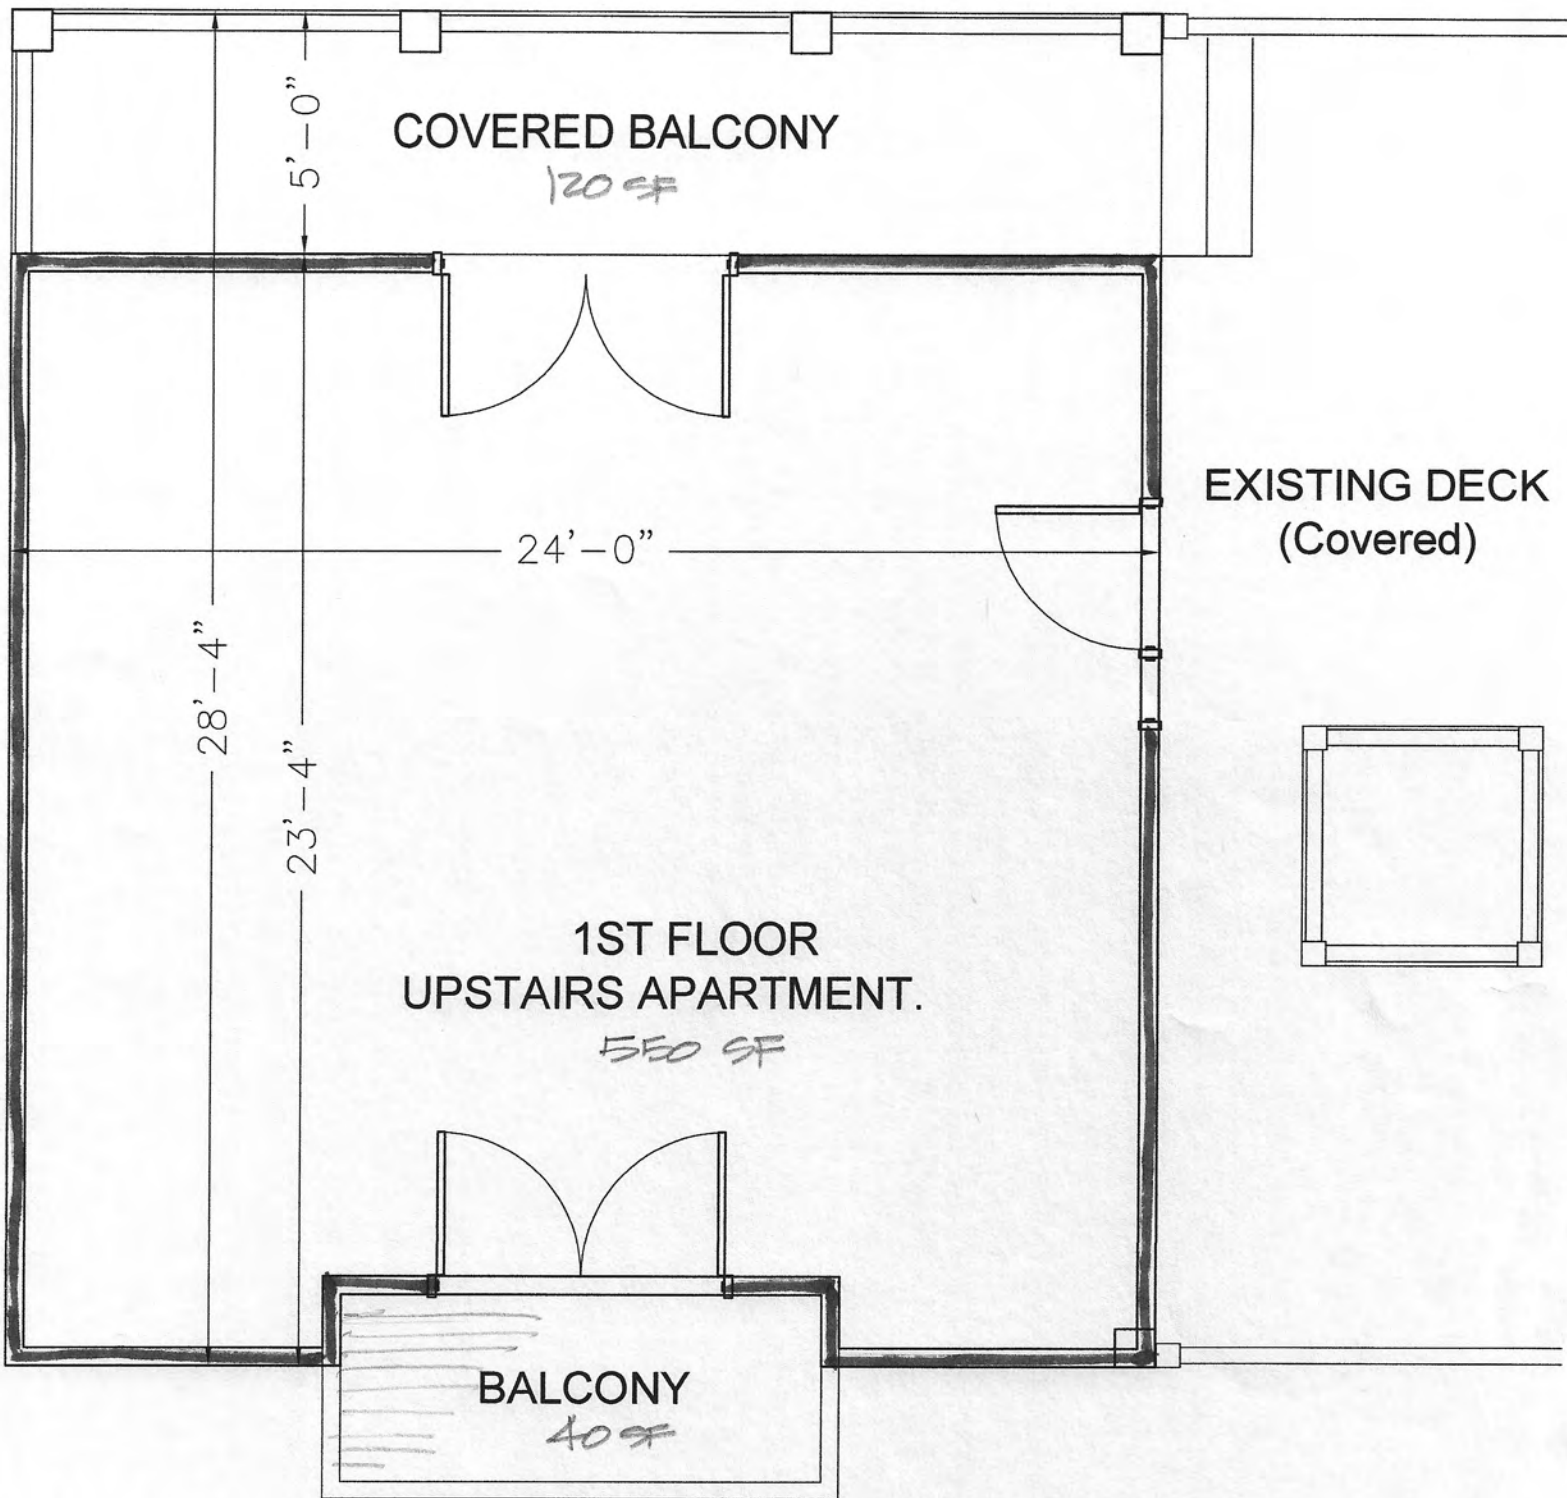 5'-0"
COVERED BALCONY
120 SF
EXISTING DECK
(Covered)
24'-0"
28'-4"
23'-4"
1ST FLOOR
UPSTAIRS APARTMENT.
550 SF
BALCONY
40 SF